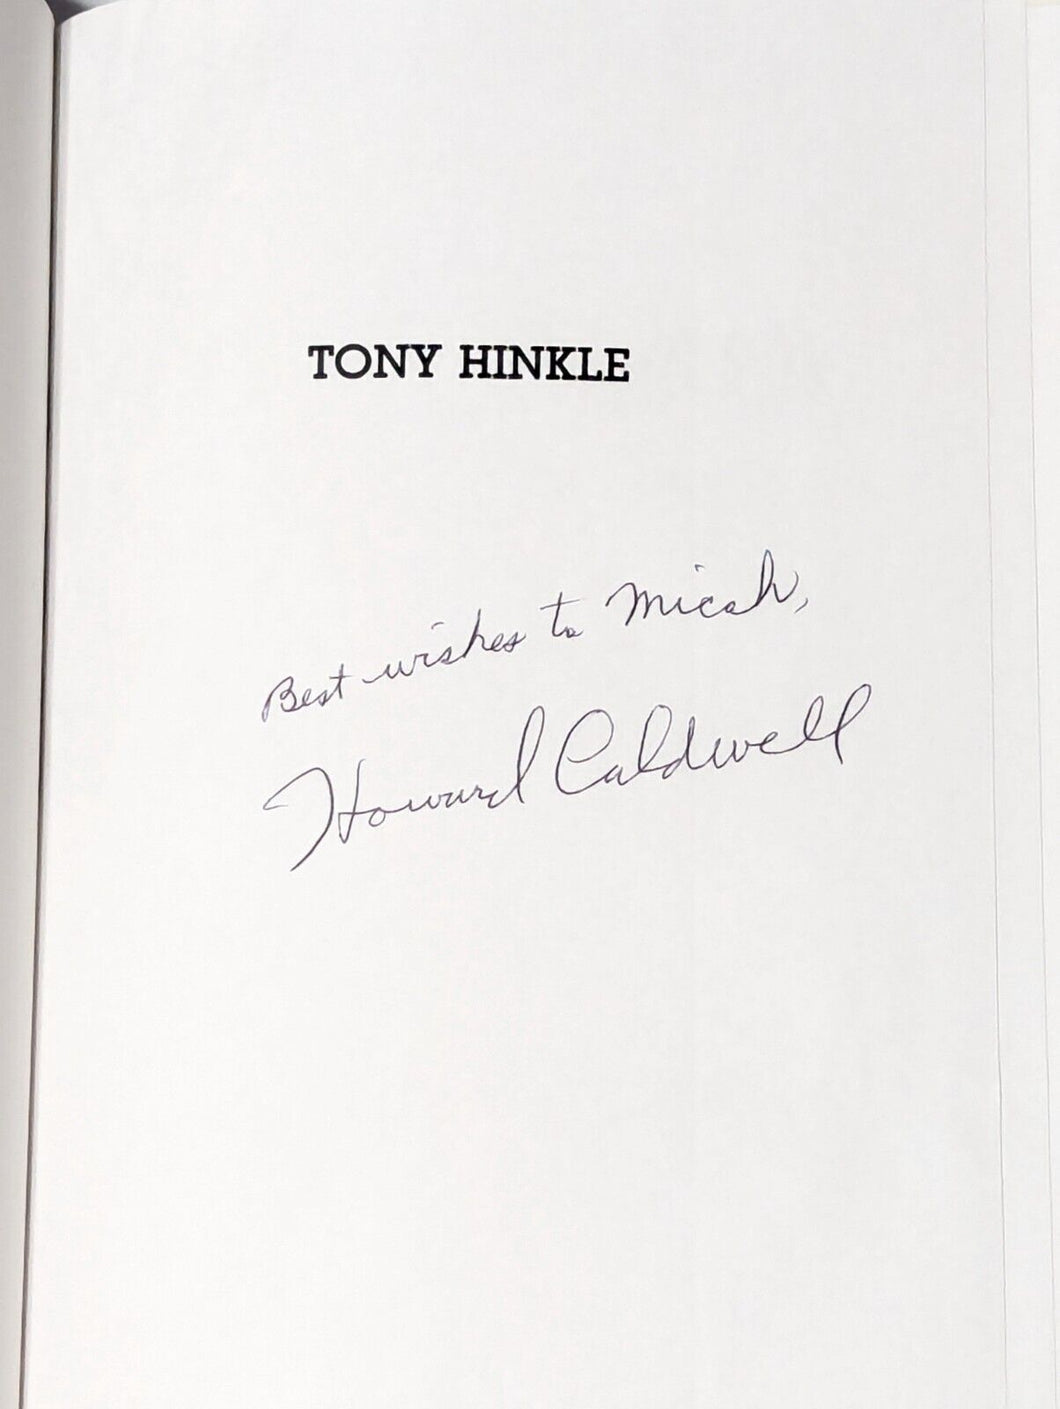 TONY HINKLE
Best wishes to Micah,
Howard Caldwell